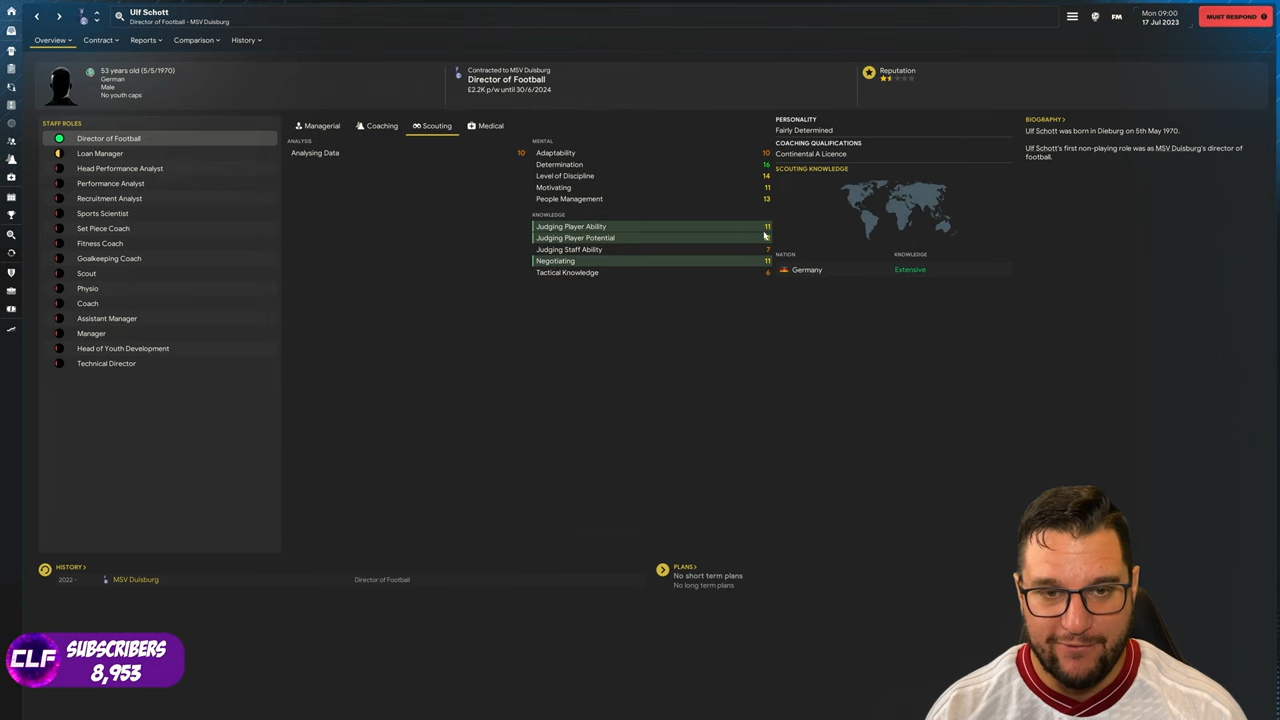 Ulf Schott
Director of Football - MSV Duisburg
FM
Mon 09:00
17 Jul 2023
MUST RESPOND
Overview
Contract
Reports
Comparison
History
53 years old (5/5/1970)
German
Male
No youth caps
Contracted to MSV Duisburg
Director of Football
£2.2K p/w until 30/6/2024
Reputation
STAFF ROLES
Director of Football
Loan Manager
Head Performance Analyst
Performance Analyst
Recruitment Analyst
Sports Scientist
Set Piece Coach
Fitness Coach
Goalkeeping Coach
Scout
Physio
Coach
Assistant Manager
Manager
Head of Youth Development
Technical Director
Managerial
Coaching
Scouting
Medical
ANALYSIS
Analysing Data 10
MENTAL
Adaptability 10
Determination 16
Level of Discipline 14
Motivating 11
People Management 13
KNOWLEDGE
Judging Player Ability 11
Judging Player Potential
Judging Staff Ability 7
Negotiating 11
Tactical Knowledge 6
PERSONALITY
Fairly Determined
COACHING QUALIFICATIONS
Continental A Licence
SCOUTING KNOWLEDGE
NATION KNOWLEDGE
Germany Extensive
BIOGRAPHY >
Ulf Schott was born in Dieburg on 5th May 1970.
Ulf Schott's first non-playing role was as MSV Duisburg's director of
football.
HISTORY >
2022 - MSV Duisburg Director of Football
PLANS >
No short term plans
No long term plans
CLF
SUBSCRIBERS
8,953